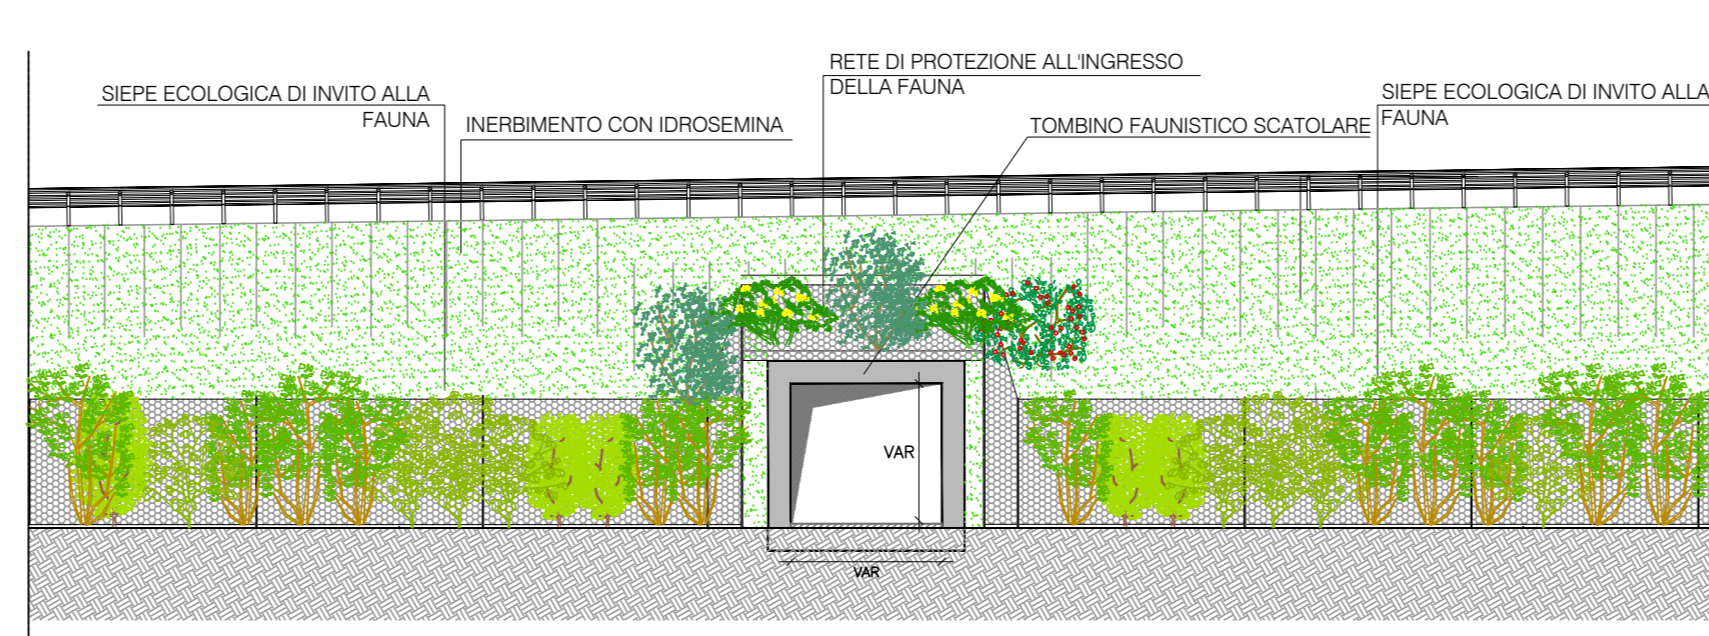 SIEPE ECOLOGICA DI INVITO ALLA
FAUNA
INERBIMENTO CON IDROSEMINA
RETE DI PROTEZIONE ALL'INGRESSO
DELLA FAUNA
TOMBINO FAUNISTICO SCATOLARE
SIEPE ECOLOGICA DI INVITO ALLA
FAUNA
VAR
VAR